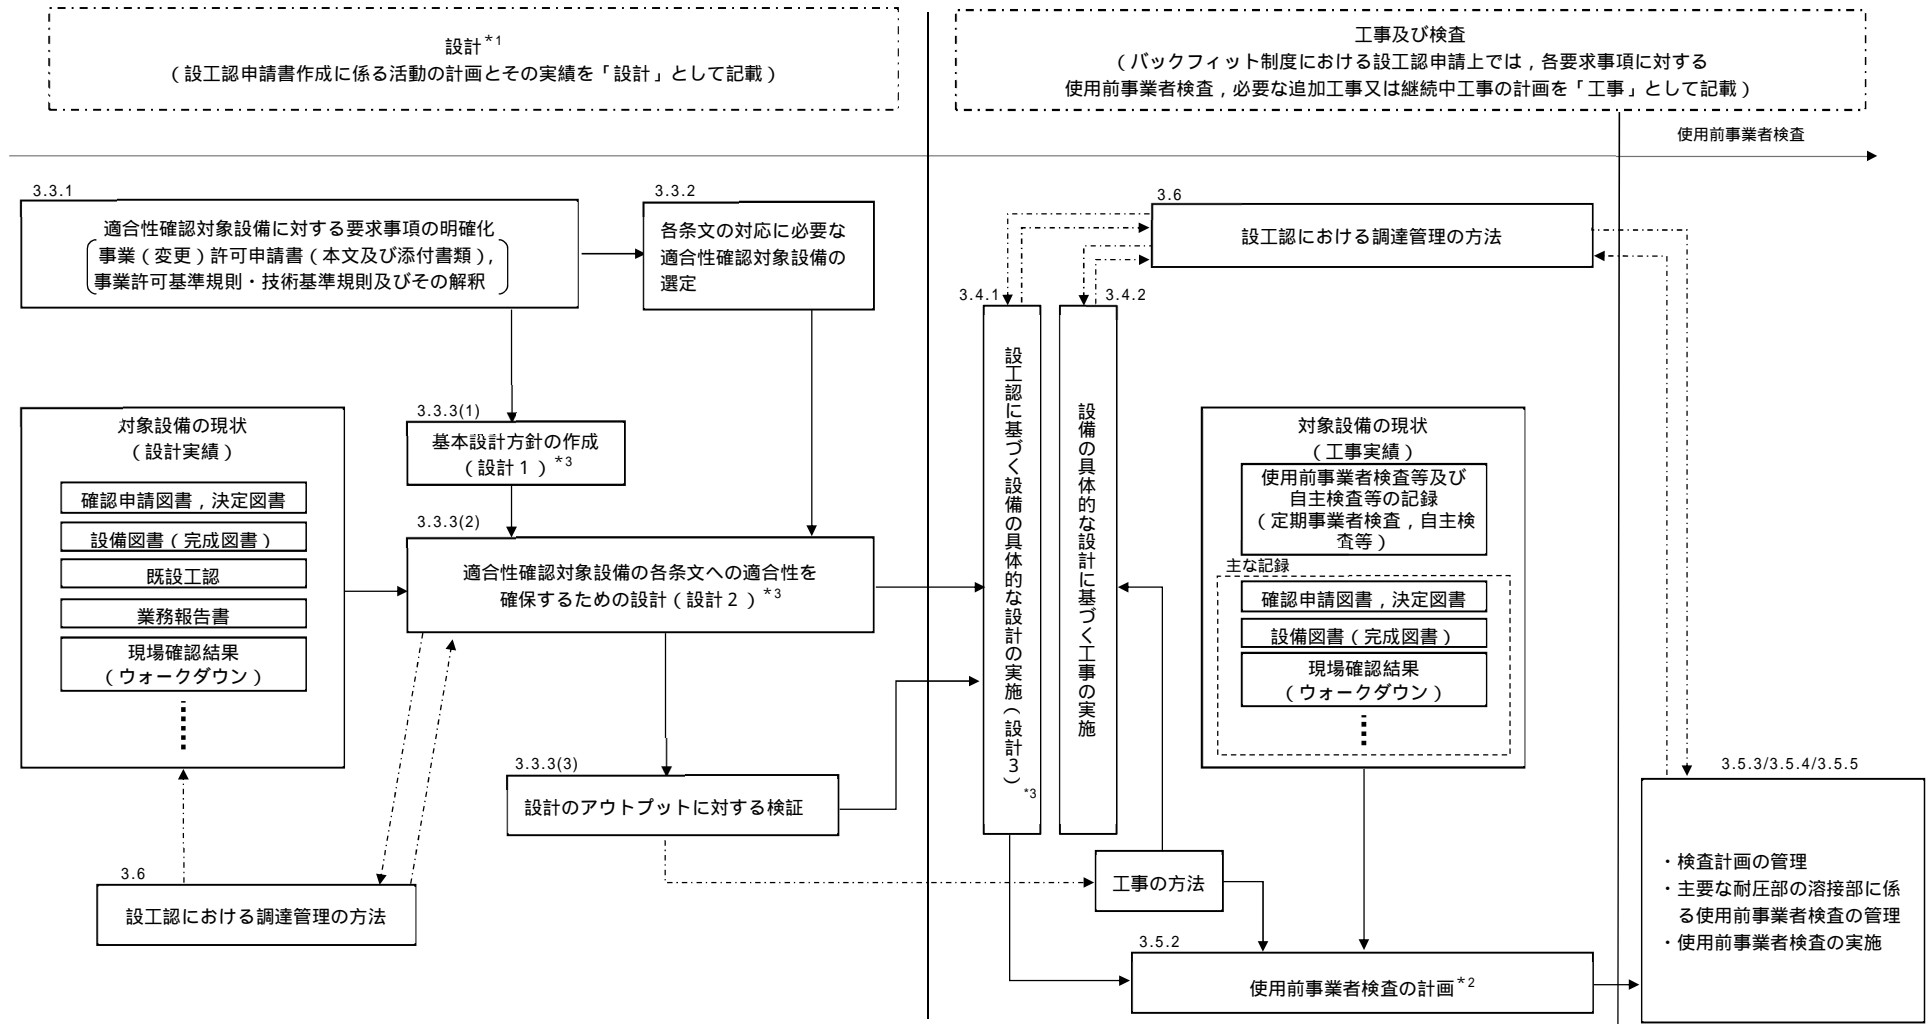 設計*1
（設工認申請書作成に係る活動の計画とその実績を「設計」として記載）
工事及び検査
（バックフィット制度における設工認申請上では，各要求事項に対する
使用前事業者検査，必要な追加工事又は継続中工事の計画を「工事」として記載）
使用前事業者検査
3.3.1
適合性確認対象設備に対する要求事項の明確化
事業（変更）許可申請書（本文及び添付書類），
事業許可基準規則・技術基準規則及びその解釈
3.3.2
各条文の対応に必要な
適合性確認対象設備の
選定
対象設備の現状
（設計実績）
確認申請図書，決定図書
設備図書（完成図書）
既設工認
業務報告書
現場確認結果
（ウォークダウン）
3.3.3(1)
基本設計方針の作成
（設計1）*3
3.3.3(2)
適合性確認対象設備の各条文への適合性を
確保するための設計（設計2）*3
3.3.3(3)
設計のアウトプットに対する検証
3.6
設工認における調達管理の方法
3.6
設工認における調達管理の方法
3.4.1
設工認に基づく設備の具体的な設計の実施（設計3）*3
3.4.2
設備の具体的な設計に基づく工事の実施
対象設備の現状
（工事実績）
使用前事業者検査等及び
自主検査等の記録
（定期事業者検査，自主検
査等）
主な記録
確認申請図書，決定図書
設備図書（完成図書）
現場確認結果
（ウォークダウン）
工事の方法
3.5.2
使用前事業者検査の計画*2
3.5.3/3.5.4/3.5.5
・検査計画の管理
・主要な耐圧部の溶接部に係
る使用前事業者検査の管理
・使用前事業者検査の実施